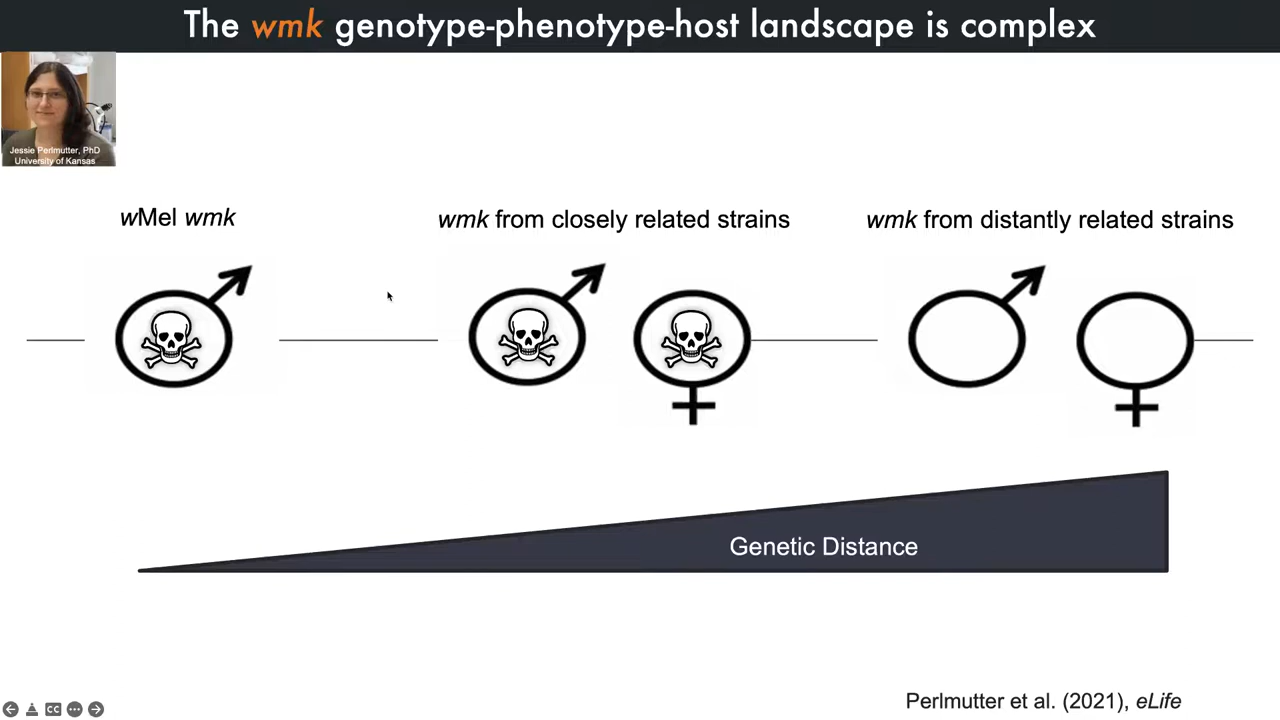 The wmk genotype-phenotype-host landscape is complex
Jessie Perlmutter, PhD
University of Kansas
wMel wmk
wmk from closely related strains
wmk from distantly related strains
Genetic Distance
Perlmutter et al. (2021), eLife
CC